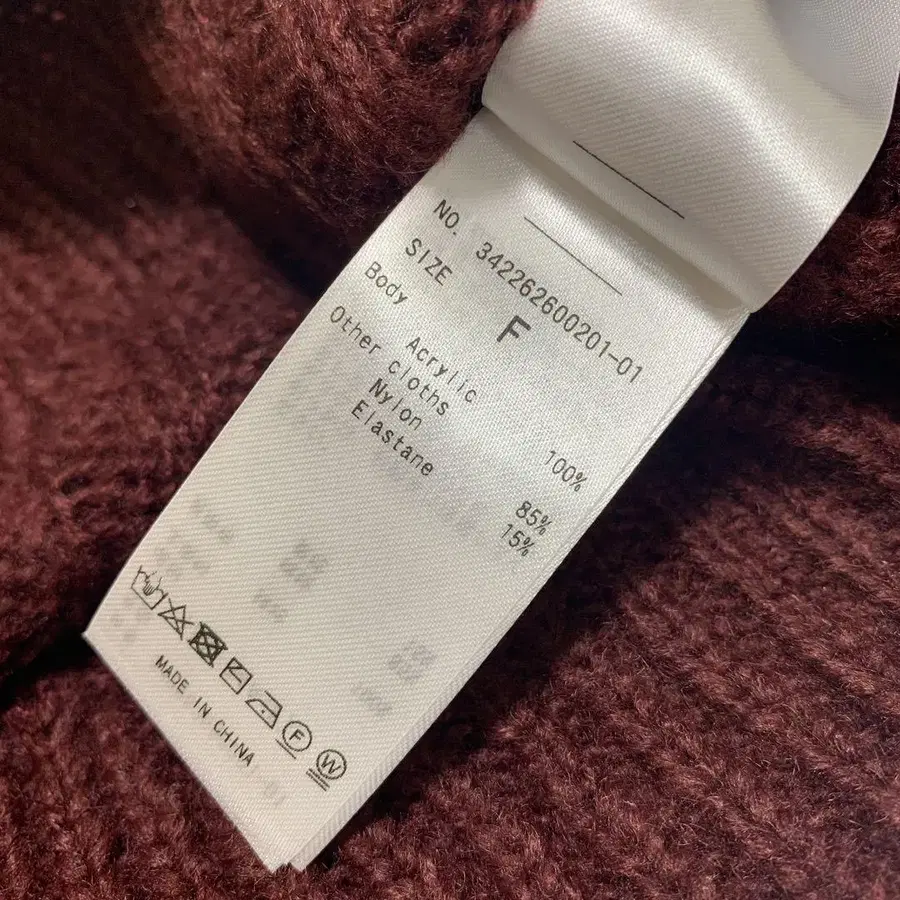 NO. 342262600201-01
SIZE F
Body
Acrylic 100%
Other cloths
Nylon 85%
Elastane 15%
F
W
MADE IN CHINA